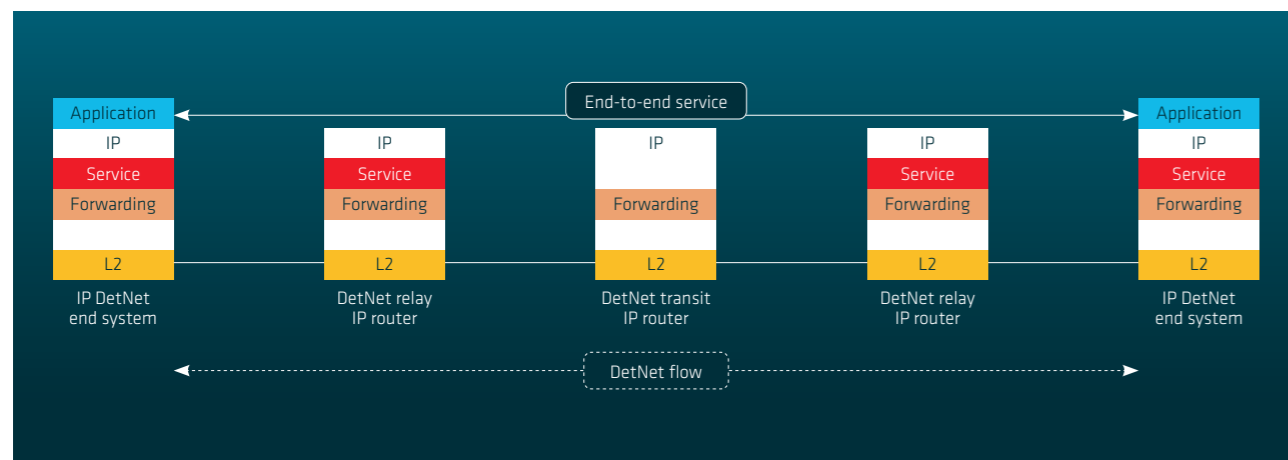 End-to-end service
Application
IP
Service
Forwarding
L2
IP DetNet
end system
IP
Service
Forwarding
L2
DetNet relay
IP router
IP
Forwarding
L2
DetNet transit
IP router
IP
Service
Forwarding
L2
DetNet relay
IP router
Application
IP
Service
Forwarding
L2
IP DetNet
end system
DetNet flow